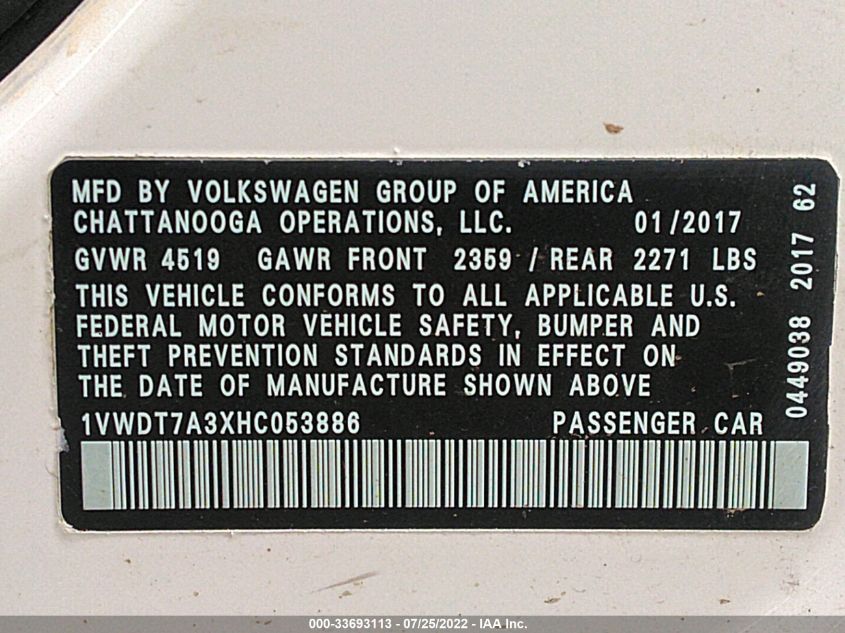 MFD BY VOLKSWAGEN GROUP OF AMERICA
CHATTANOOGA OPERATIONS, LLC. 01/2017
GVWR 4519 GAWR FRONT 2359 / REAR 2271 LBS
THIS VEHICLE CONFORMS TO ALL APPLICABLE U.S.
FEDERAL MOTOR VEHICLE SAFETY, BUMPER AND
THEFT PREVENTION STANDARDS IN EFFECT ON
THE DATE OF MANUFACTURE SHOWN ABOVE
1VWDT7A3XHC053886 PASSENGER CAR
0449038 2017 62
000-33693113 - 07/25/2022 - IAA Inc.